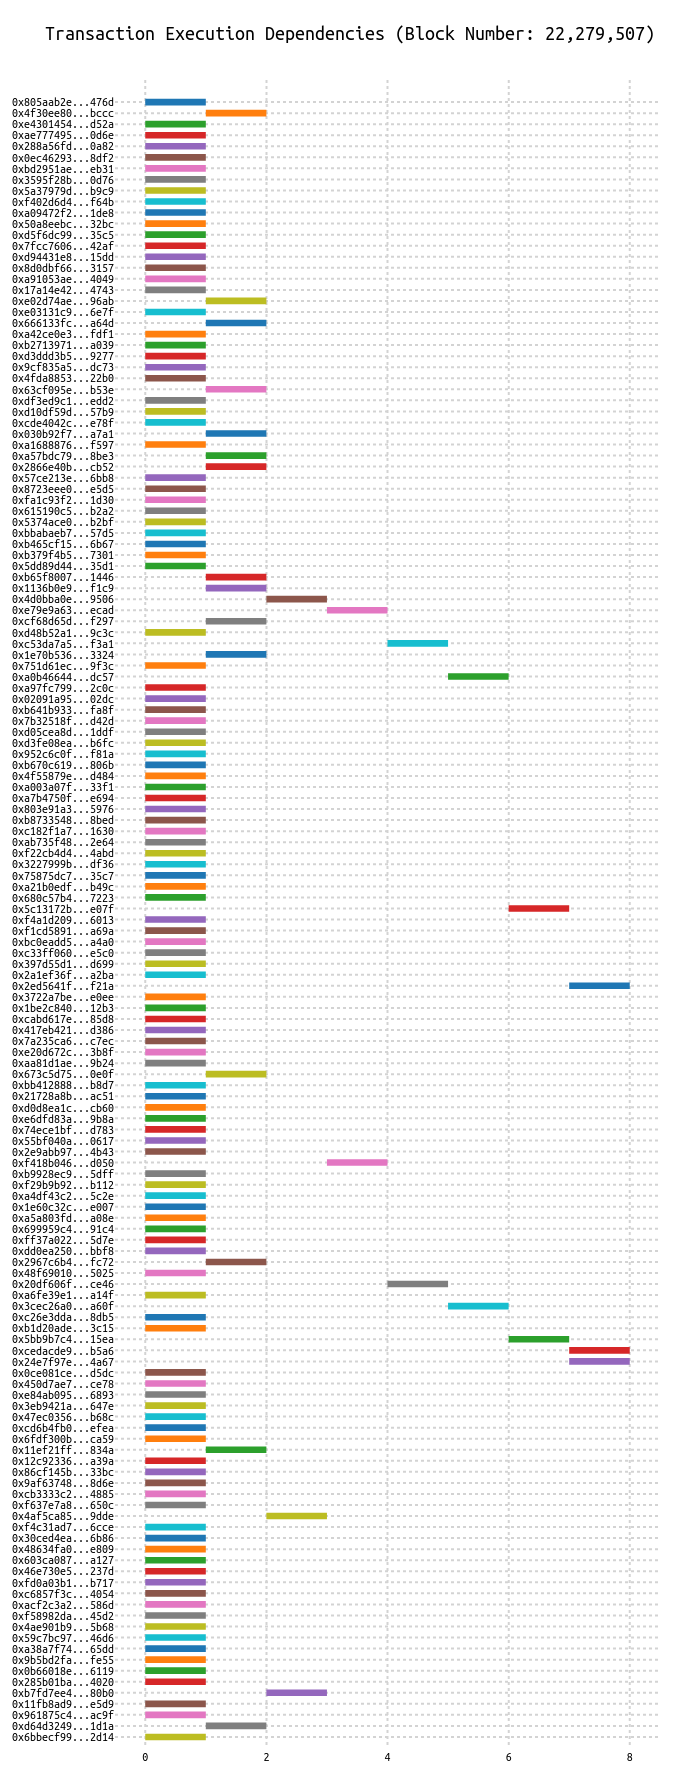 Transaction Execution Dependencies (Block Number: 22,279,507)
0x805aab2e...476d
0x4f30ee80...bccc
0xe4301454...d52a
0xae777495...0d6e
0x288a56fd...0a82
0x0ec46293...8df2
0xbd2951ae...eb31
0x3595f28b...0d76
0x5a37979d...b9c9
0xf402d6d4...f64b
0xa09472f2...1de8
0x50a8eebc...32bc
0xd5f6dc99...35c5
0x7fcc7606...42af
0xd94431e8...15dd
0x8d0dbf66...3157
0xa91053ae...4049
0x17a14e42...4743
0xe02d74ae...96ab
0xe03131c9...6e7f
0x666133fc...a64d
0xa42ce0e3...fdf1
0xb2713971...a039
0xd3ddd3b5...9277
0x9cf835a5...dc73
0x4fda8853...22b0
0x63cf095e...b53e
0xdf3ed9c1...edd2
0xd10df59d...57b9
0xcde4042c...e78f
0x030b92f7...a7a1
0xa1688876...f597
0xa57bdc79...8be3
0x2866e40b...cb52
0x57ce213e...6bb8
0x8723eee0...e5d5
0xfa1c93f2...1d30
0x615190c5...b2a2
0x5374ace0...b2bf
0xbbabaeb7...57d5
0xb465cf15...6b67
0xb379f4b5...7301
0x5dd89d44...35d1
0xb65f8007...1446
0x1136b0e9...f1c9
0x4d0bba0e...9506
0xe79e9a63...ecad
0xcf68d65d...f297
0xd48b52a1...9c3c
0xc53da7a5...f3a1
0x1e70b536...3324
0x751d61ec...9f3c
0xa0b46644...dc57
0xa97fc799...2c0c
0x02091a95...02dc
0xb641b933...fa8f
0x7b32518f...d42d
0xd05cea8d...1ddf
0xd3fe08ea...b6fc
0x952c6c0f...f81a
0xb670c619...806b
0x4f55879e...d484
0xa003a07f...33f1
0xa7b4750f...e694
0x803e91a3...5976
0xb8733548...8bed
0xc182f1a7...1630
0xab735f48...2e64
0xf22cb4d4...4abd
0x3227999b...df36
0x75875dc7...35c7
0xa21b0edf...b49c
0x680c57b4...7223
0x5c13172b...e07f
0xf4a1d209...6013
0xf1cd5891...a69a
0xbc0eadd5...a4a0
0xc33ff060...e5c0
0x397d55d1...d699
0x2a1ef36f...a2ba
0x2ed5641f...f21a
0x3722a7be...e0ee
0x1be2c840...12b3
0xcabd617e...85d8
0x417eb421...d386
0x7a235ca6...c7ec
0xe20d672c...3b8f
0xaa81d1ae...9b24
0x673c5d75...0e0f
0xbb412888...b8d7
0x21728a8b...ac51
0xd0d8ea1c...cb60
0xe6dfd83a...9b8a
0x74ece1bf...d783
0x55bf040a...0617
0x2e9abb97...4b43
0xf418b046...d050
0xb9928ec9...5dff
0xf29b9b92...b112
0xa4df43c2...5c2e
0x1e60c32c...e007
0xa5a803fd...a08e
0x699959c4...91c4
0xff37a022...5d7e
0xdd0ea250...bbf8
0x2967c6b4...fc72
0x48f69010...5025
0x20df606f...ce46
0xa6fe39e1...a14f
0x3cec26a0...a60f
0xc26e3dda...8db5
0xb1d20ade...3c15
0x5bb9b7c4...15ea
0xcedacde9...b5a6
0x24e7f97e...4a67
0x0ce081ce...d5dc
0x450d7ae7...ce78
0xe84ab095...6893
0x3eb9421a...647e
0x47ec0356...b68c
0xcd6b4fb0...efea
0x6fdf300b...ca59
0x11ef21ff...834a
0x12c92336...a39a
0x86cf145b...33bc
0x9af63748...8d6e
0xcb3333c2...4885
0xf637e7a8...650c
0x4af5ca85...9dde
0xf4c31ad7...6cce
0x30ced4ea...6b86
0x48634fa0...e809
0x603ca087...a127
0x46e730e5...237d
0xfd0a03b1...b717
0xc6857f3c...4054
0xacf2c3a2...586d
0xf58982da...45d2
0x4ae901b9...5b68
0x59c7bc97...46d6
0xa38a7f74...65dd
0x9b5bd2fa...fe55
0x0b66018e...6119
0x285b01ba...4020
0xb7fd7ee4...80b0
0x11fb8ad9...e5d9
0x961875c4...ac9f
0xd64d3249...1d1a
0x6bbecf99...2d14
0 2 4 6 8